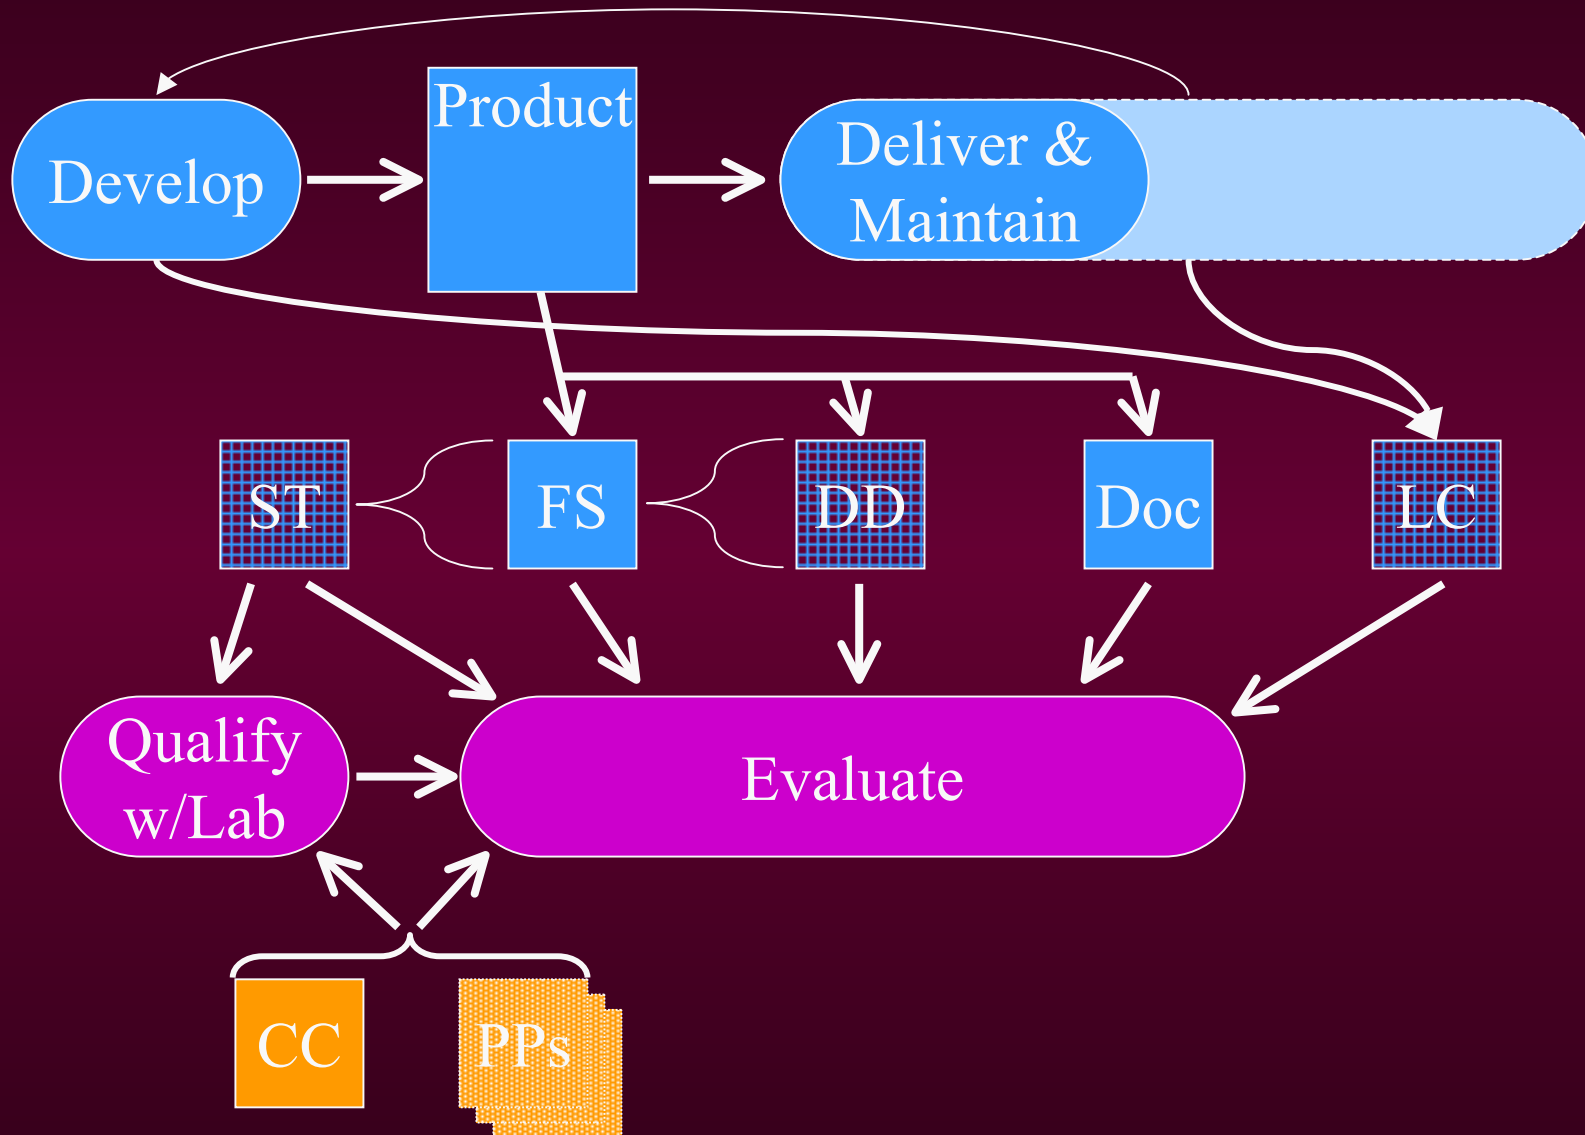 Product
Develop
Deliver &
Maintain
ST
FS
DD
Doc
LC
Qualify
w/Lab
Evaluate
CC
PPs